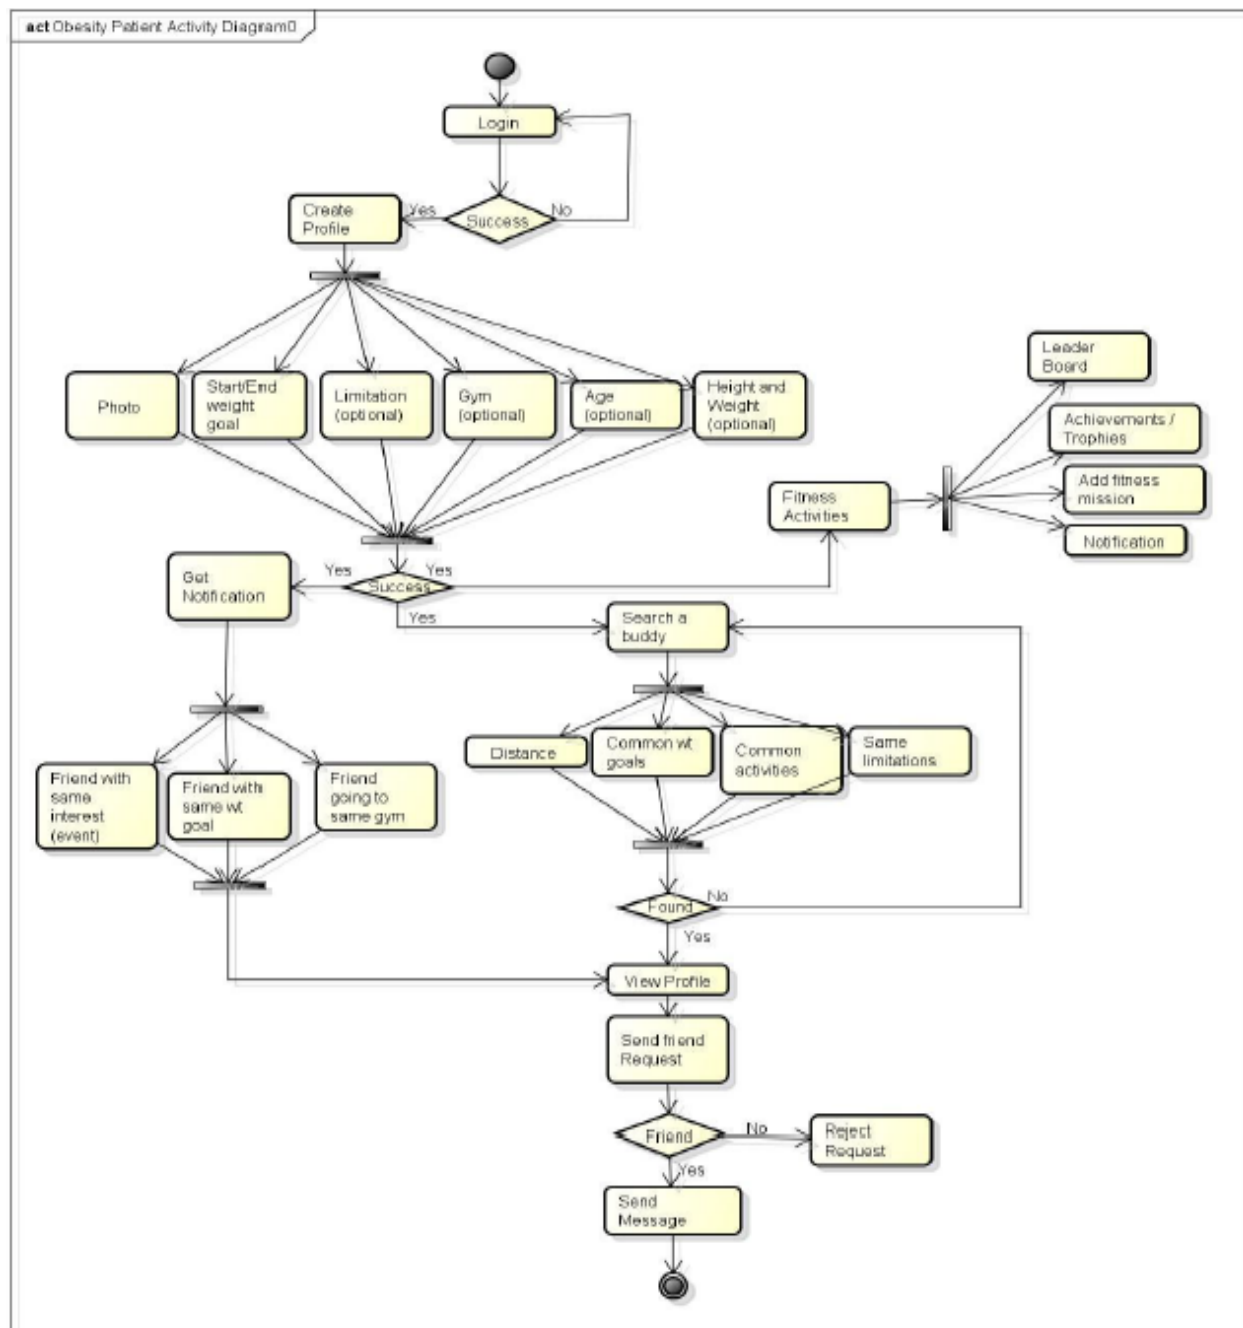 act Obesity Patient Activity Diagram
Login
Success
Yes
No
Create
Profile
Photo
Start/End
weight
goal
Limitation
(optional)
Gym
(optional)
Age
(optional)
Height and
Weight
(optional)
Leader
Board
Achievements /
Trophies
Add fitness
mission
Notification
Fitness
Activities
Yes
Success
Yes
Yes
Get
Notification
Search a
buddy
Distance
Common wt
goals
Common
activities
Same
limitations
Friend with
same
interest
(event)
Friend with
same wt
goal
Friend
going to
same gym
Found
No
Yes
View Profile
Send friend
Request
Friend
No
Reject
Request
Yes
Send
Message